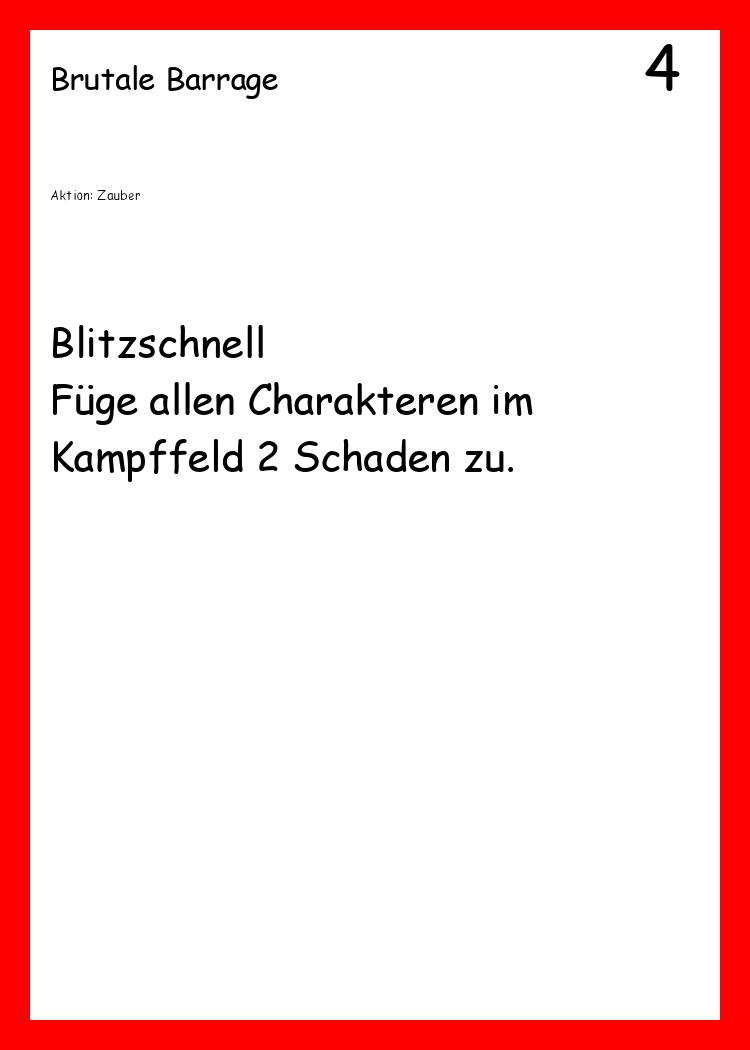 Brutale Barrage 4
Aktion: Zauber
Blitzschnell
Füge allen Charakteren im
Kampffeld 2 Schaden zu.